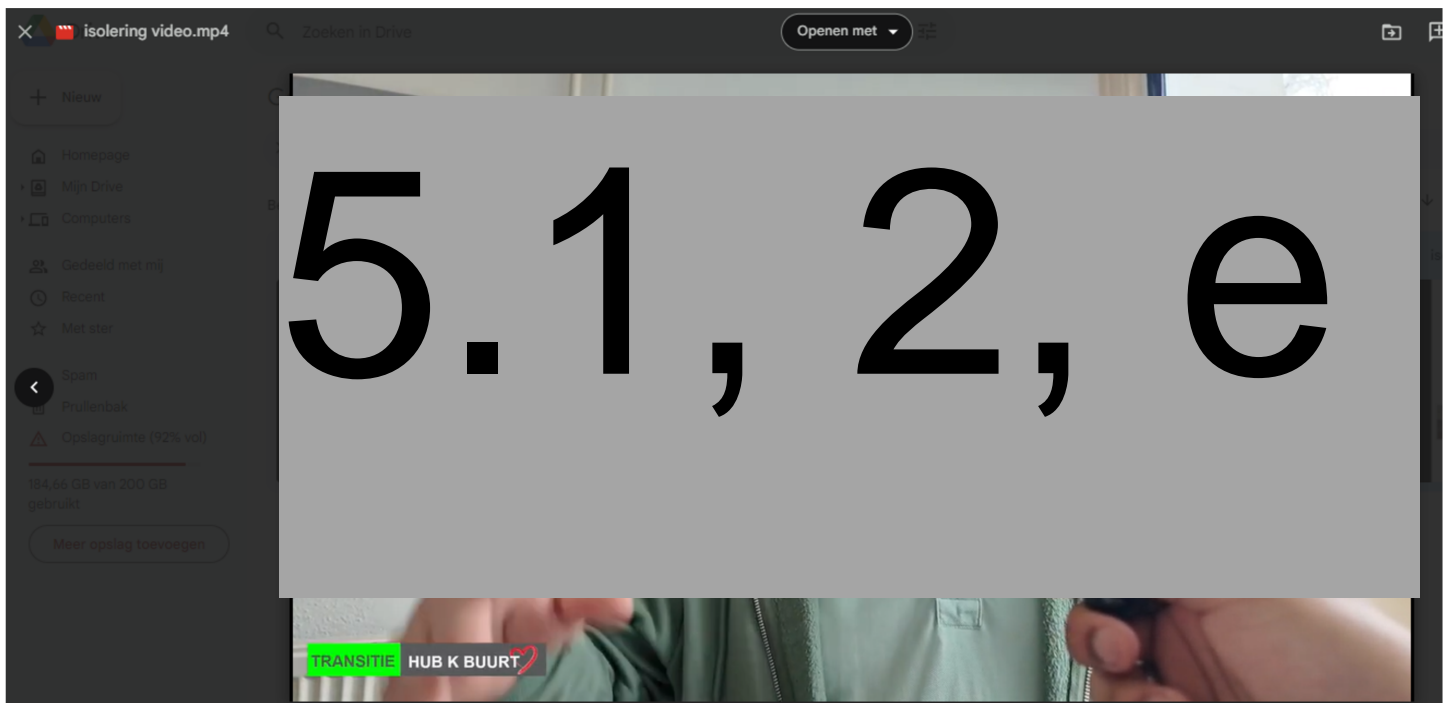 isolering video.mp4
Zoeken in Drive
Openen met
Nieuw
Homepage
Mijn Drive
Computers
Gedeeld met mij
Recent
Met ster
Spam
Prullenbak
Opslagruimte (92% vol)
184,66 GB van 200 GB
gebruikt
Meer opslag toevoegen
5.1, 2, e
TRANSITIE HUB K BUURT